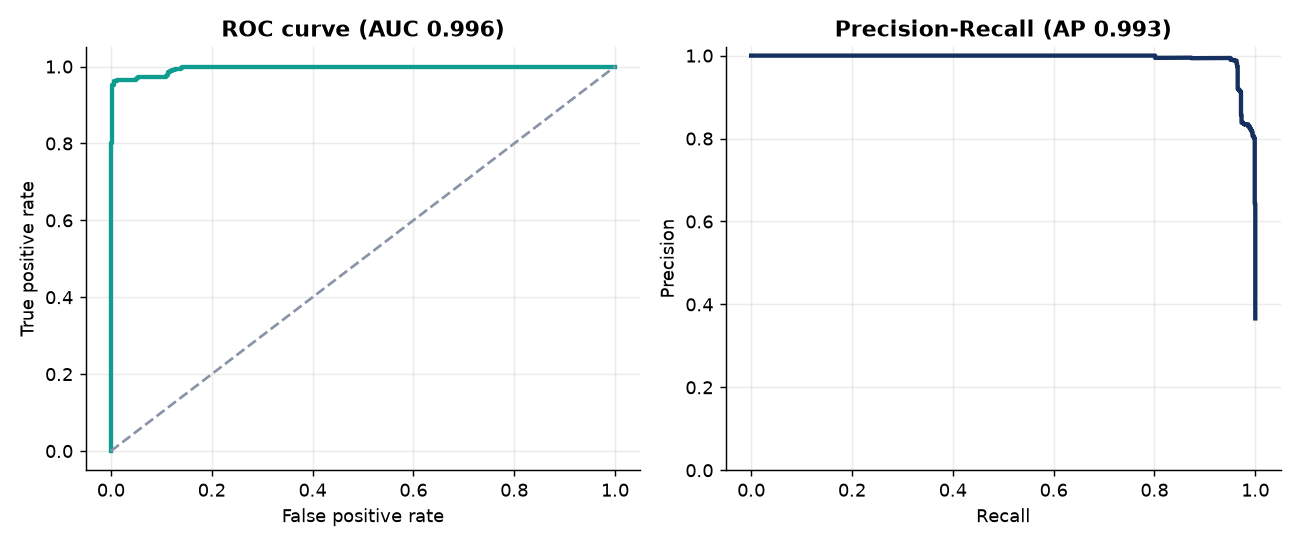 ROC curve (AUC 0.996)
True positive rate
1.0
0.8
0.6
0.4
0.2
0.0
0.0 0.2 0.4 0.6 0.8 1.0
False positive rate
Precision-Recall (AP 0.993)
Precision
1.0
0.8
0.6
0.4
0.2
0.0
0.0 0.2 0.4 0.6 0.8 1.0
Recall